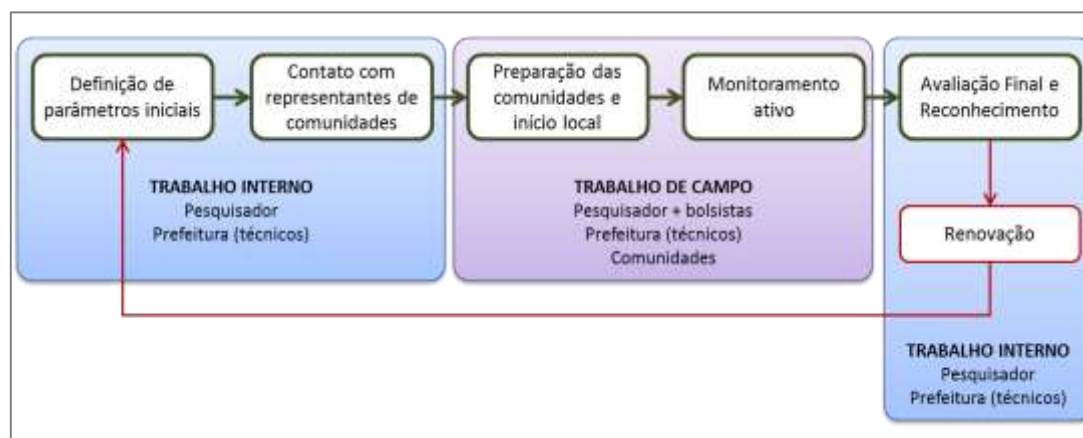 Definição de
parâmetros iniciais
Contato com
representantes de
comunidades
TRABALHO INTERNO
Pesquisador
Prefeitura (técnicos)
Preparação das
comunidades e
início local
Monitoramento
ativo
TRABALHO DE CAMPO
Pesquisador + bolsistas
Prefeitura (técnicos)
Comunidades
Avaliação Final e
Reconhecimento
Renovação
TRABALHO INTERNO
Pesquisador
Prefeitura (técnicos)